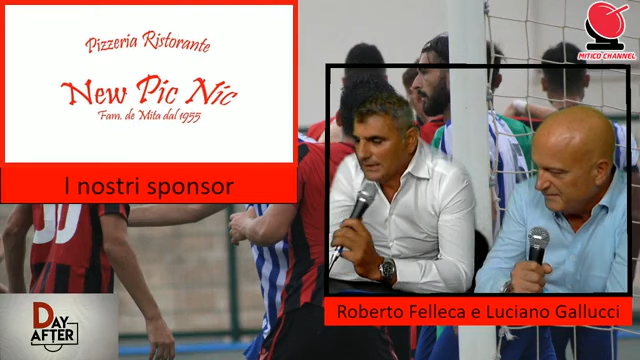 Pizzeria Ristorante
New Pic Nic
Fam. de Mita dal 1955
I nostri sponsor
MITICO CHANNEL
Roberto Felleca e Luciano Gallucci
DAY
AFTER